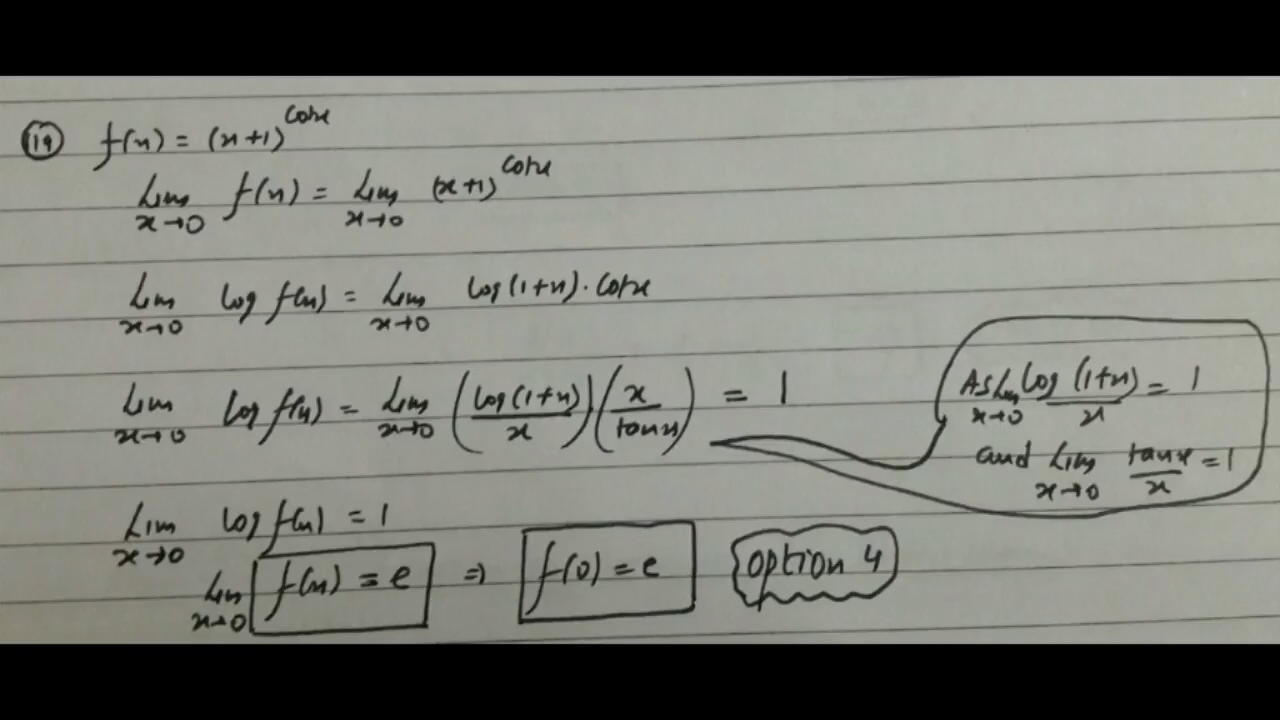 19 f(x) = (x+1)^cotx
Lim x→0 f(x) = Lim x→0 (x+1)^cotx
Lim x→0 log f(x) = Lim x→0 log(1+x).cotx
Lim x→0 log f(x) = Lim x→0 (log(1+x)/x)(x/tanx) = 1
As Lim x→0 log(1+x)/x = 1
and Lim x→0 tanx/x = 1
Lim x→0 log f(x) = 1
Lim x→0 f(x) = e ⇒ f(0) = e option 4